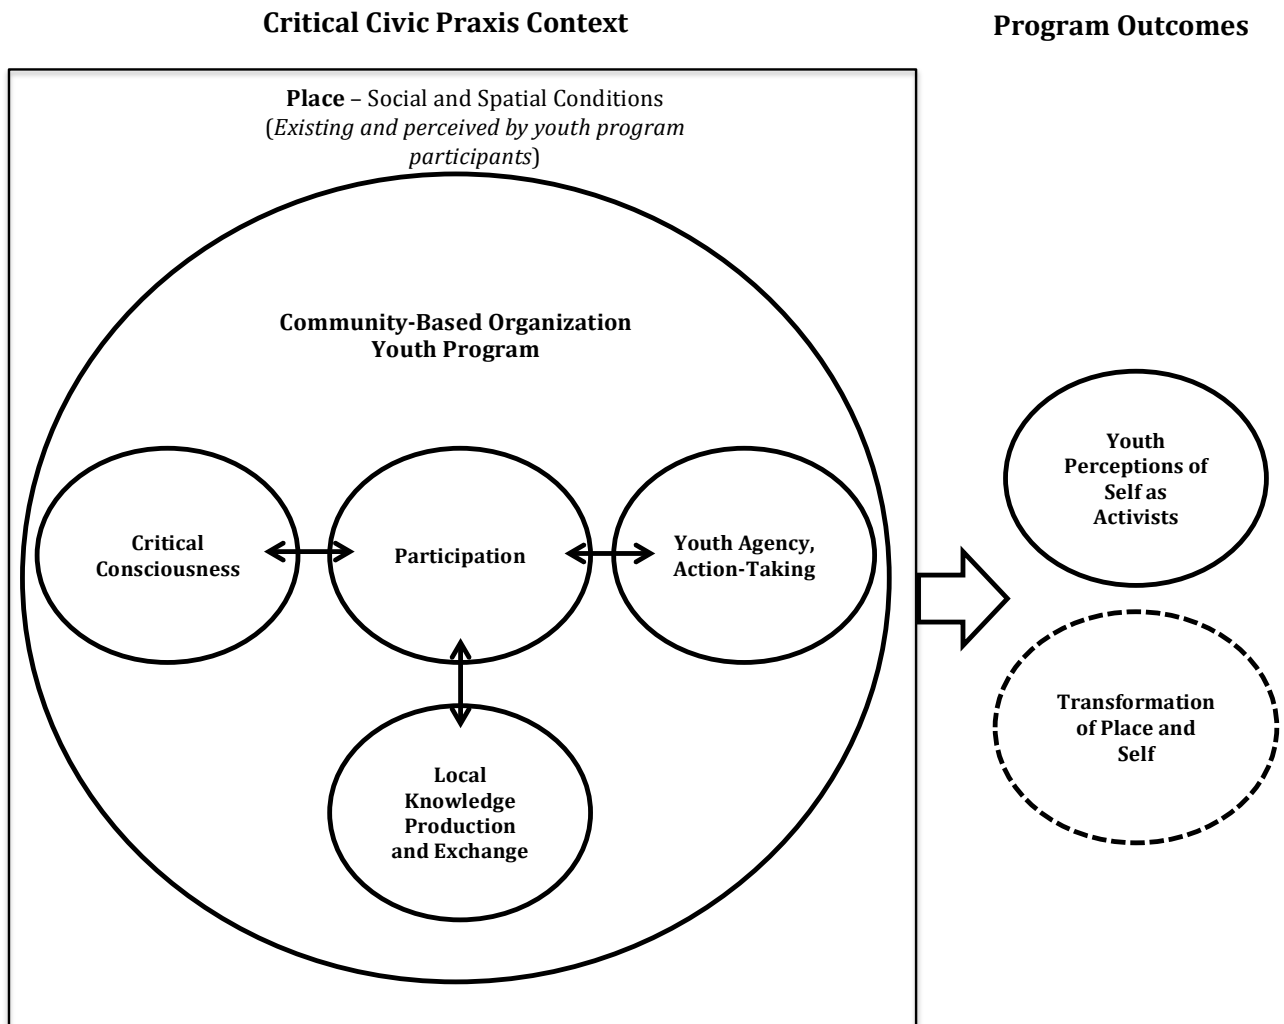 Critical Civic Praxis Context
Program Outcomes
Place – Social and Spatial Conditions
(Existing and perceived by youth program
participants)
Community-Based Organization
Youth Program
Critical
Consciousness
Participation
Youth Agency,
Action-Taking
Local
Knowledge
Production
and Exchange
Youth
Perceptions of
Self as
Activists
Transformation
of Place and
Self